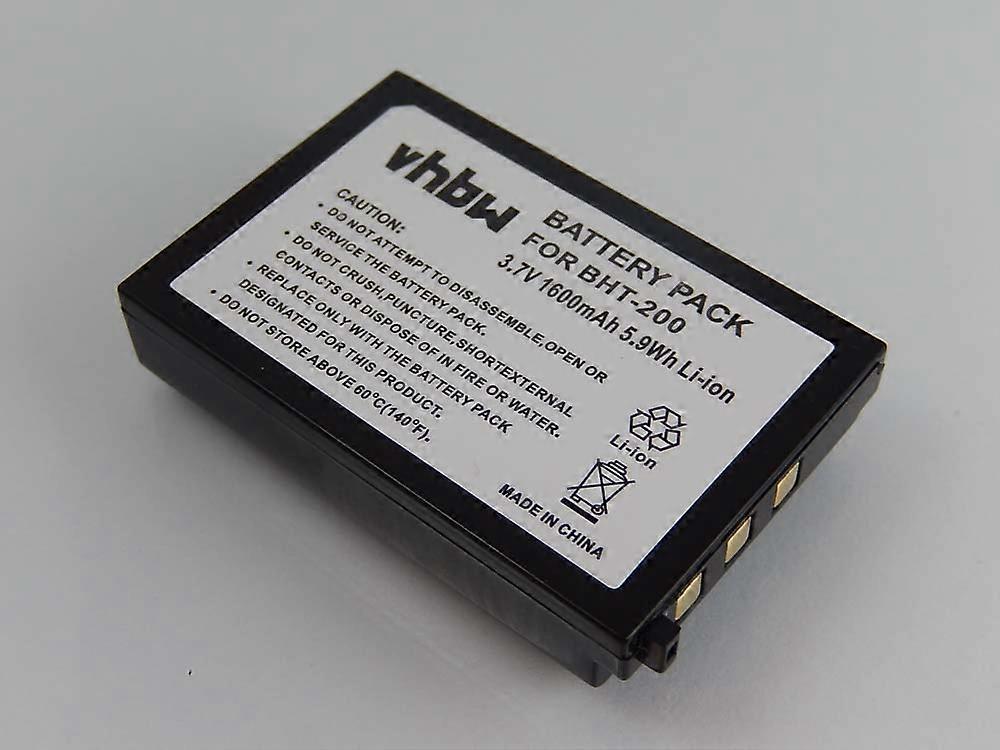 vhbw
BATTERY PACK
FOR BHT-200
3.7V 1600mAh 5.9Wh Li-ion
CAUTION:
• DO NOT ATTEMPT TO DISASSEMBLE,OPEN OR
SERVICE THE BATTERY PACK.
• DO NOT CRUSH,PUNCTURE,SHORTEXTERNAL
CONTACTS OR DISPOSE OF IN FIRE OR WATER.
• REPLACE ONLY WITH THE BATTERY PACK
DESIGNATED FOR THIS PRODUCT.
• DO NOT STORE ABOVE 60°C(140°F).
Li-ion
MADE IN CHINA